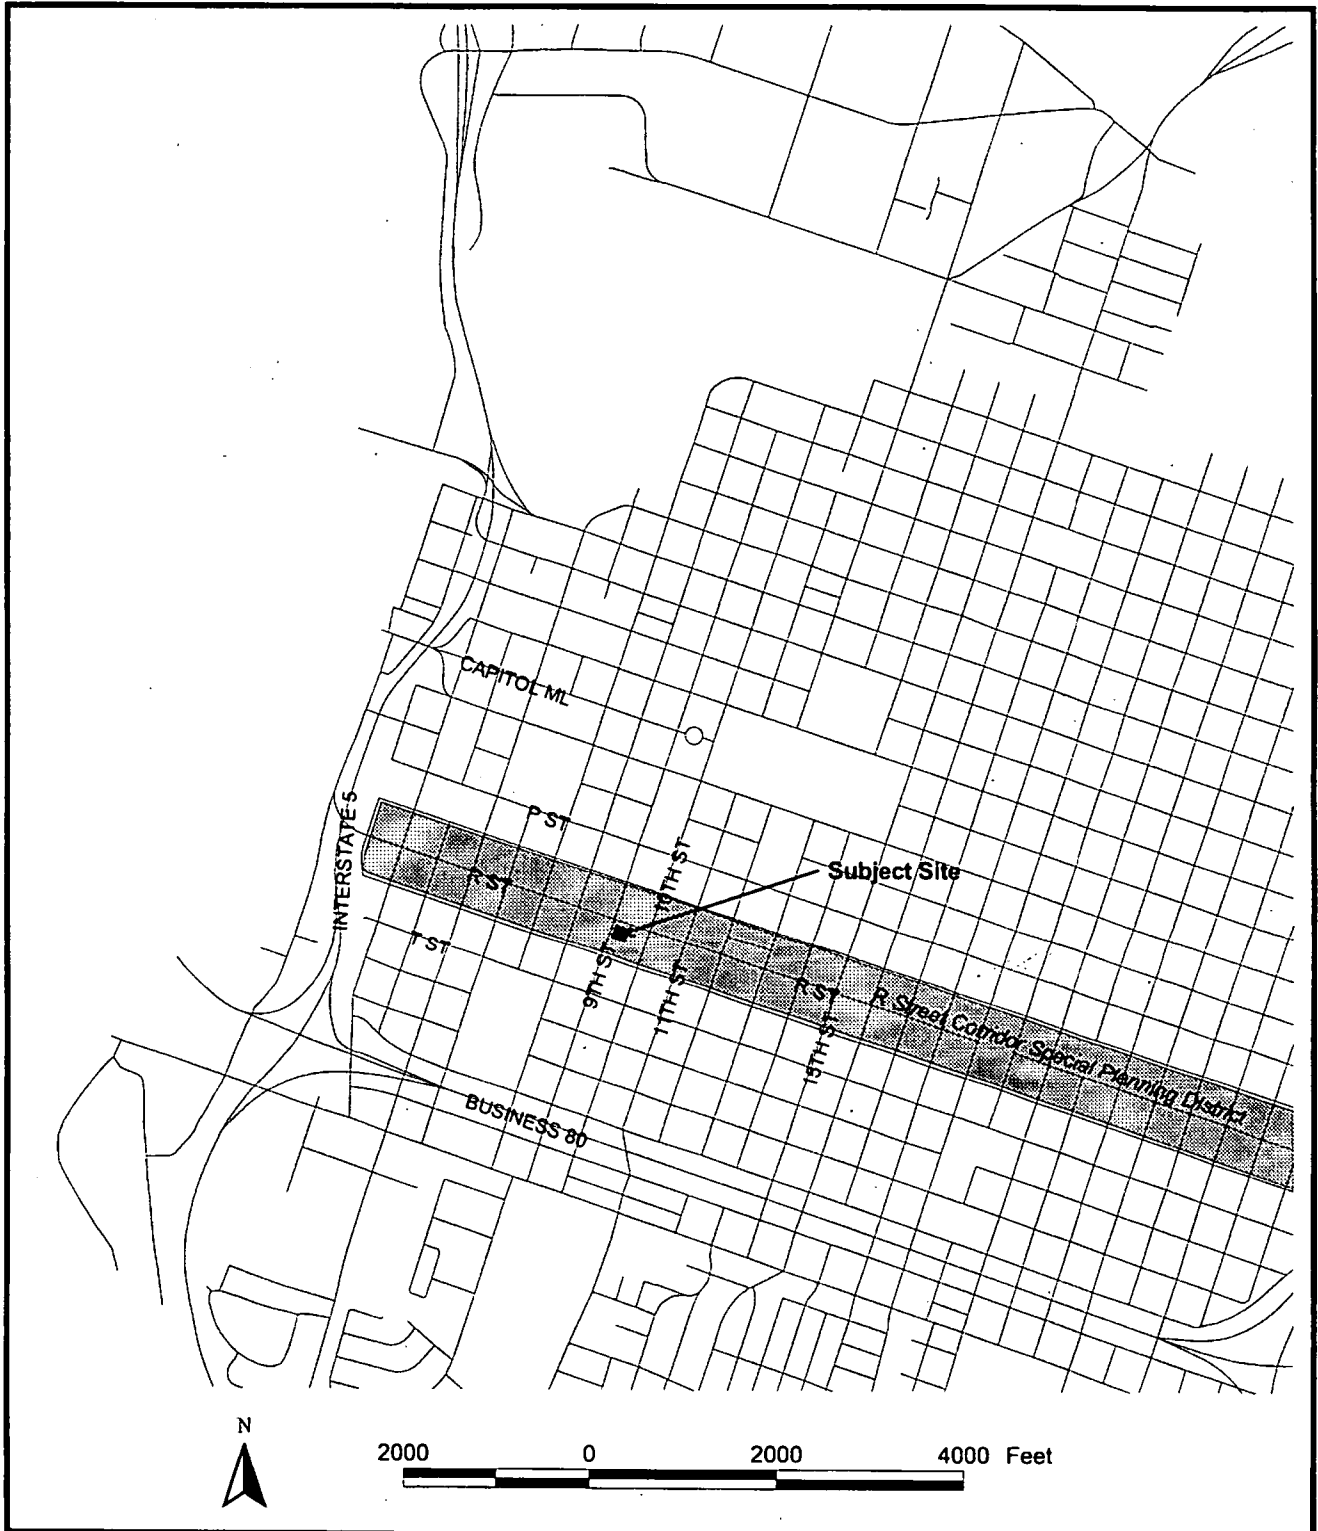 CAPITOL ML
P ST
INTERSTATE 5
R ST
10TH ST
Subject Site
T ST
9TH ST
11TH ST
R ST
R Street Corridor Special Planning District
15TH ST
BUSINESS 80
N
2000 0 2000 4000 Feet